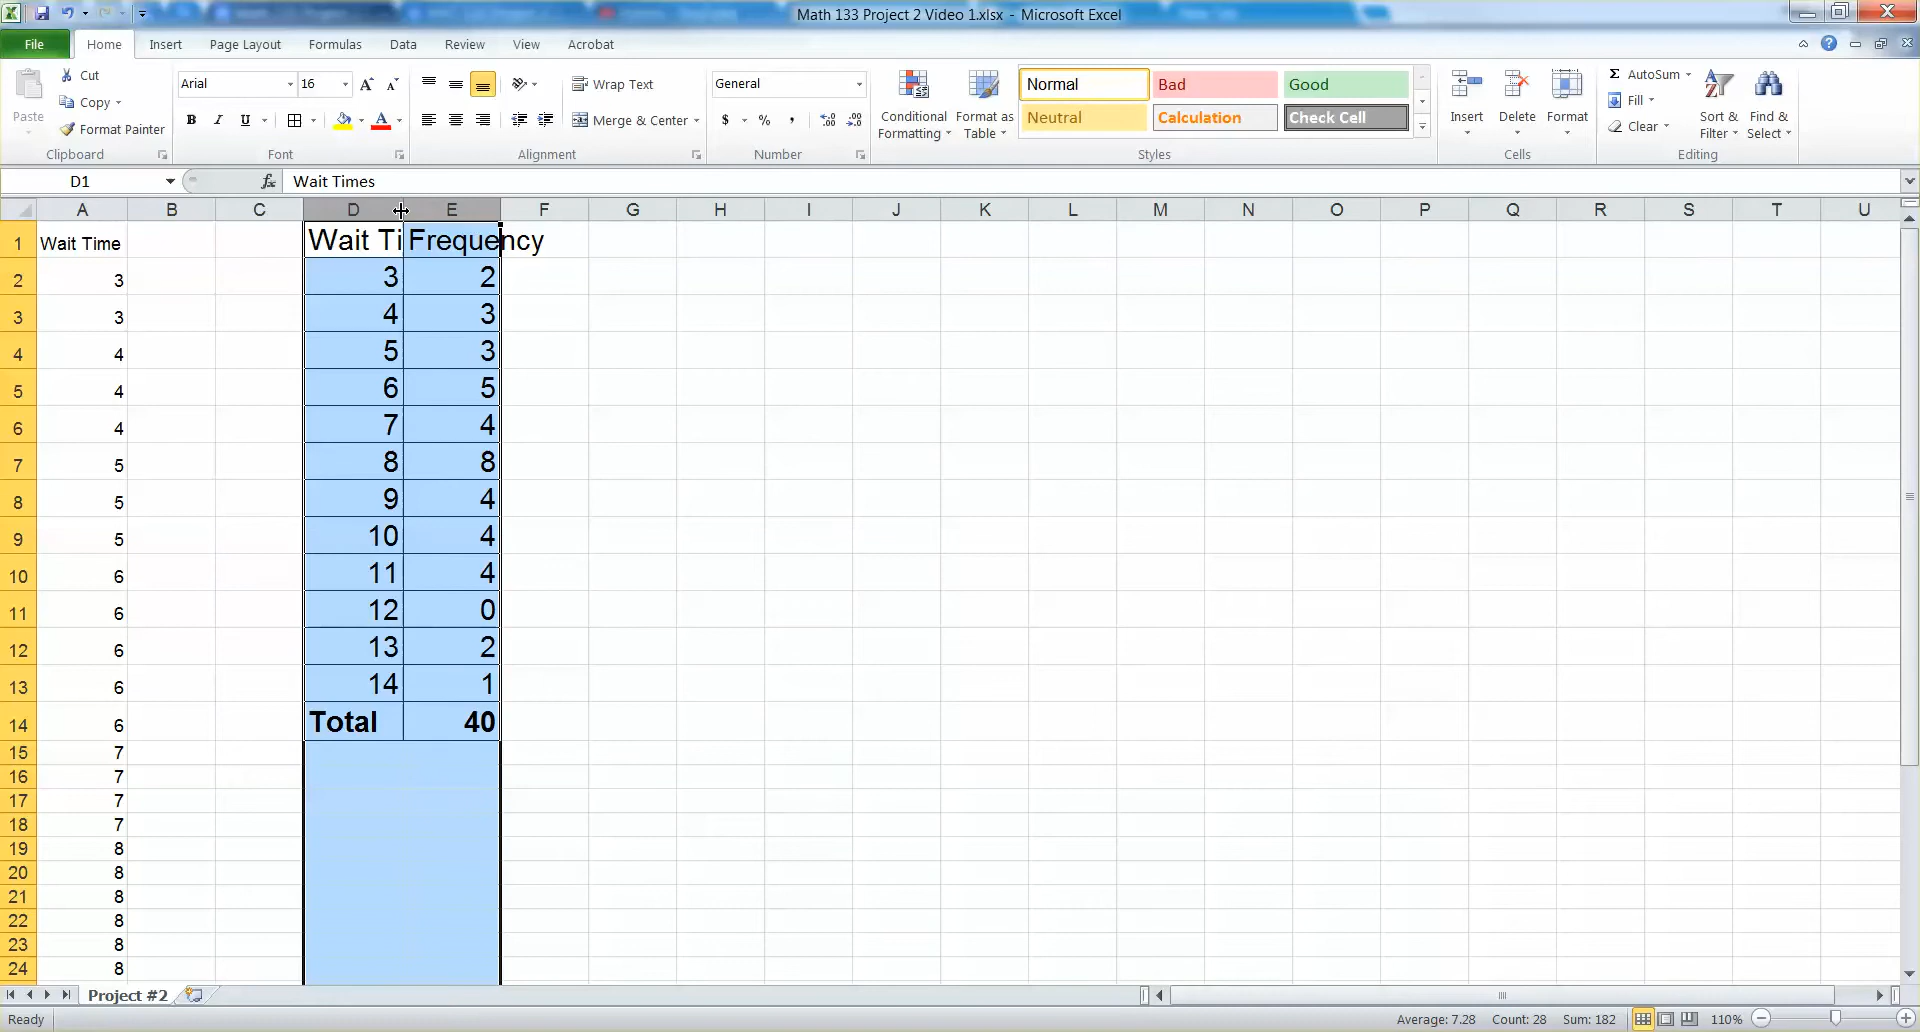 Math 133 Project 2 Video 1.xlsx - Microsoft Excel
File Home Insert Page Layout Formulas Data Review View Acrobat
Paste Cut Copy Format Painter
Arial 16 A A
B I U A
Wrap Text
Merge & Center
General
$ % , .0 .00 .00 .0
Conditional Formatting
Format as Table
Normal Bad Good
Neutral Calculation Check Cell
Insert Delete Format
Σ AutoSum
Fill
Clear
Sort & Filter
Find & Select
Clipboard Font Alignment Number Styles Cells Editing
D1 fx Wait Times
A B C D E F G H I J K L M N O P Q R S T U
1 Wait Time Wait Ti Frequency
2 3 3 2
3 3 4 3
4 4 5 3
5 4 6 5
6 4 7 4
7 5 8 8
8 5 9 4
9 5 10 4
10 6 11 4
11 6 12 0
12 6 13 2
13 6 14 1
14 6 Total 40
15 7
16 7
17 7
18 7
19 8
20 8
21 8
22 8
23 8
24 8
Project #2
Ready Average: 7.28 Count: 28 Sum: 182 110%